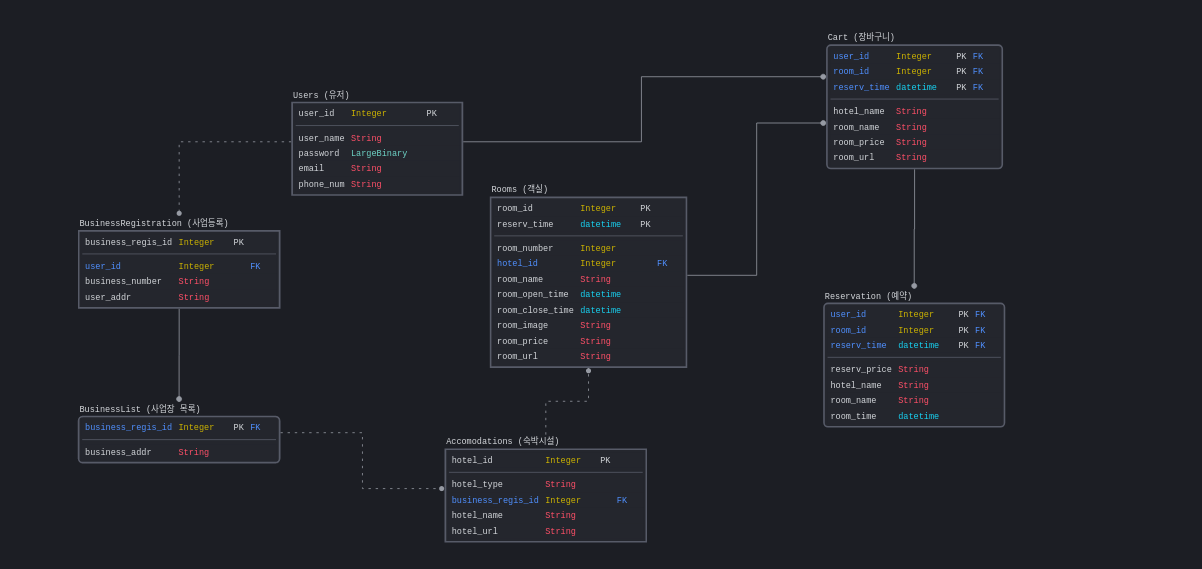 Cart (장바구니)
user_id Integer PK FK
room_id Integer PK FK
reserv_time datetime PK FK
hotel_name String
room_name String
room_price String
room_url String
Users (유저)
user_id Integer PK
user_name String
password LargeBinary
email String
phone_num String
Rooms (객실)
room_id Integer PK
reserv_time datetime PK
room_number Integer
hotel_id Integer FK
room_name String
room_open_time datetime
room_close_time datetime
room_image String
room_price String
room_url String
BusinessRegistration (사업등록)
business_regis_id Integer PK
user_id Integer FK
business_number String
user_addr String
Reservation (예약)
user_id Integer PK FK
room_id Integer PK FK
reserv_time datetime PK FK
reserv_price String
hotel_name String
room_name String
room_time datetime
BusinessList (사업장 목록)
business_regis_id Integer PK FK
business_addr String
Accomodations (숙박시설)
hotel_id Integer PK
hotel_type String
business_regis_id Integer FK
hotel_name String
hotel_url String